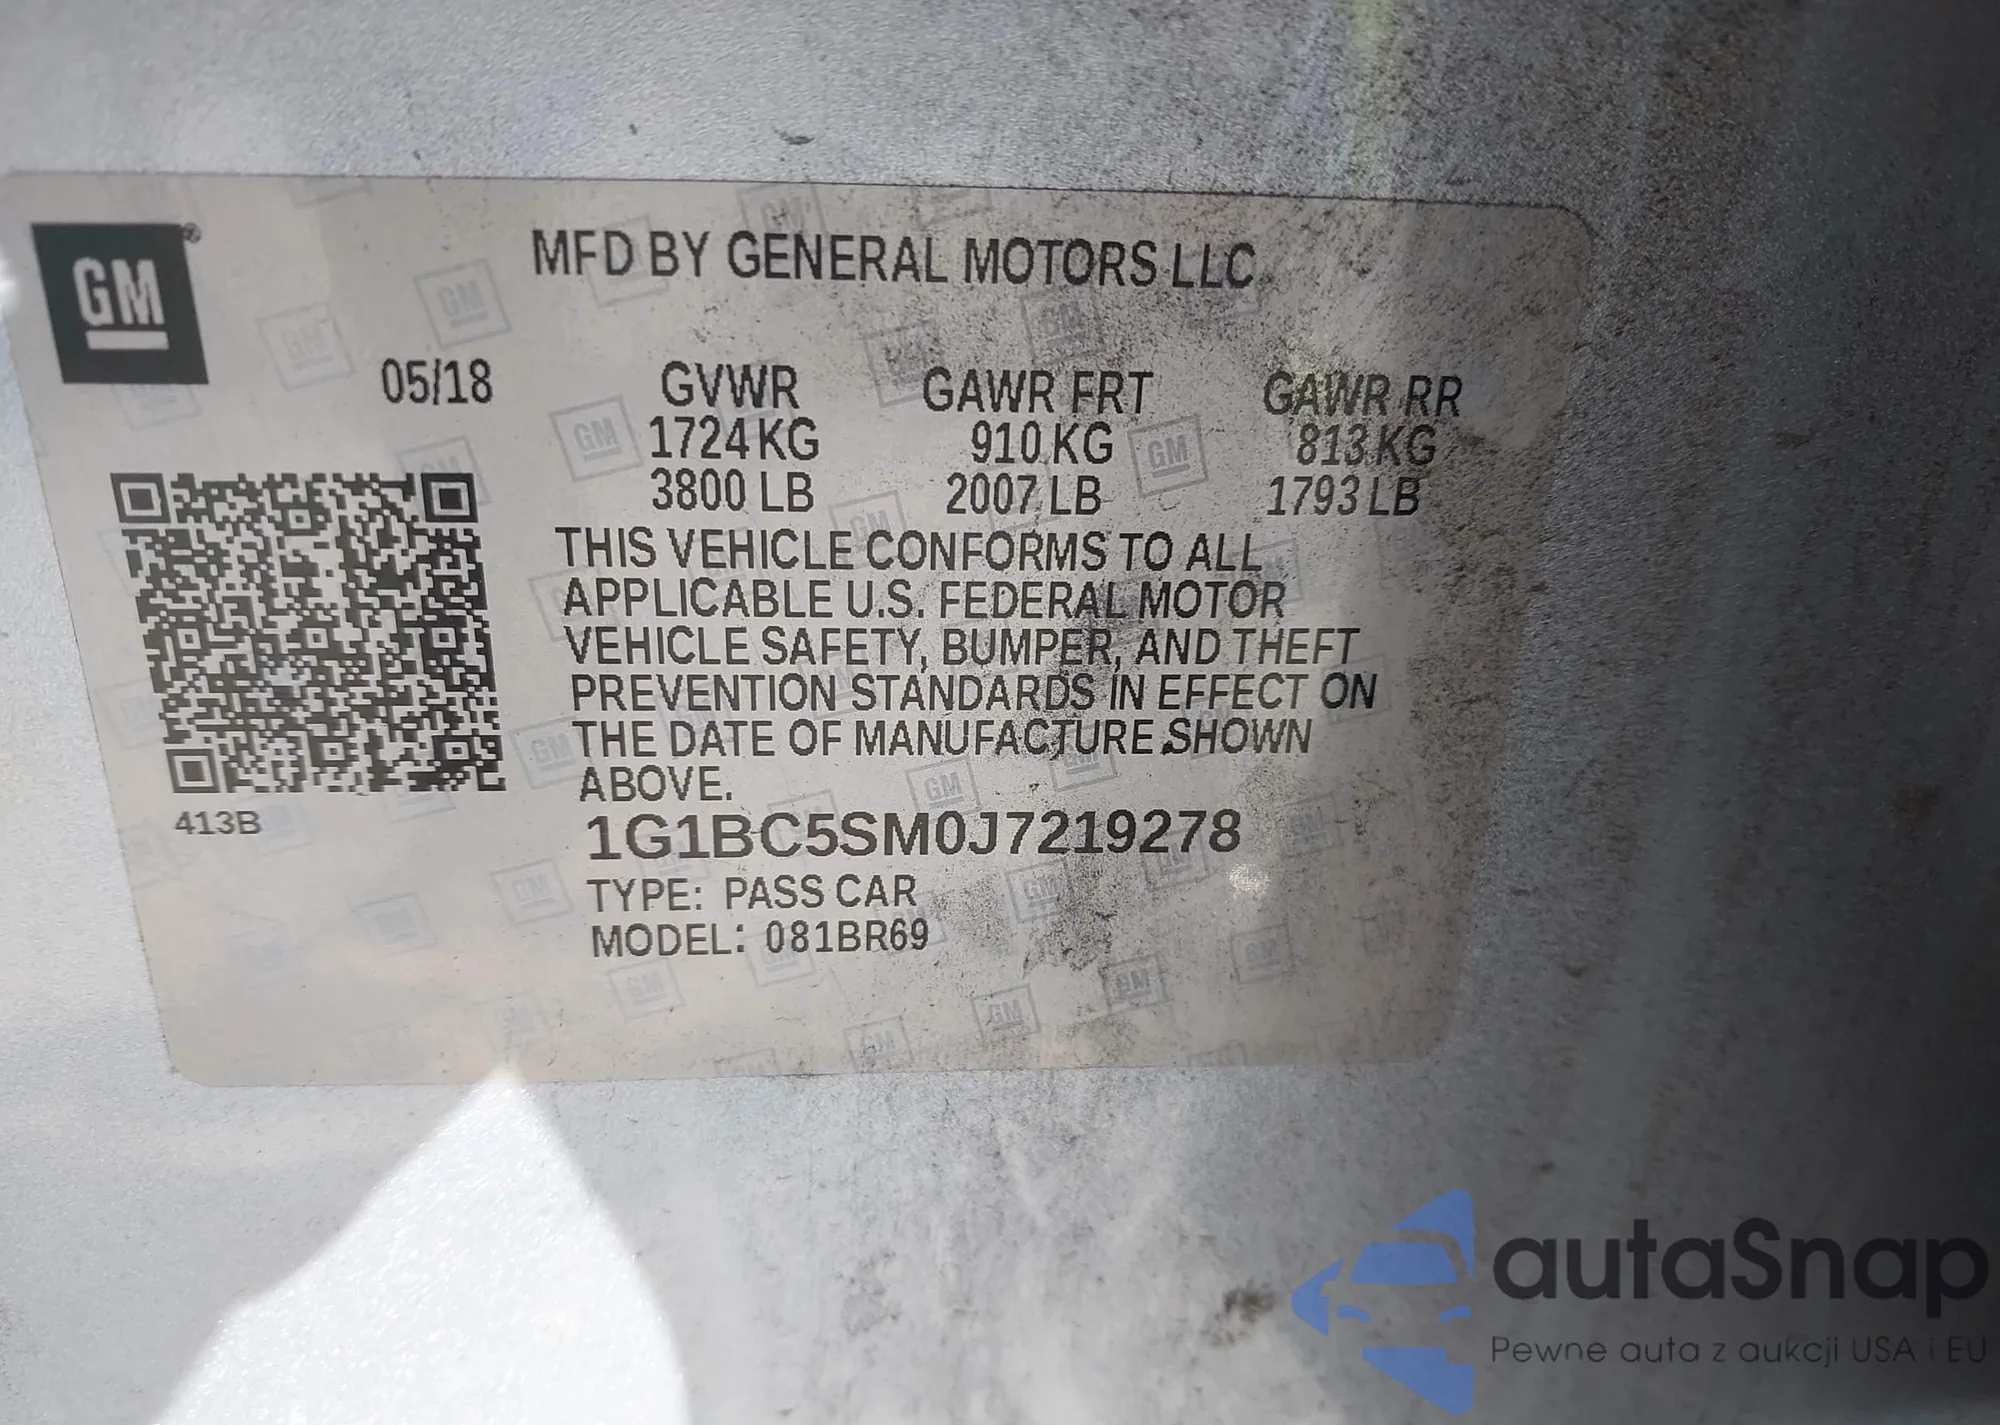 GM®
MFD BY GENERAL MOTORS LLC
05/18 GVWR GAWR FRT GAWR RR
1724 KG 910 KG 813 KG
3800 LB 2007 LB 1793 LB
THIS VEHICLE CONFORMS TO ALL
APPLICABLE U.S. FEDERAL MOTOR
VEHICLE SAFETY, BUMPER, AND THEFT
PREVENTION STANDARDS IN EFFECT ON
THE DATE OF MANUFACTURE SHOWN
ABOVE.
413B
1G1BC5SM0J7219278
TYPE: PASS CAR
MODEL: 081BR69
autaSnap
Pewne auta z aukcji USA i EU